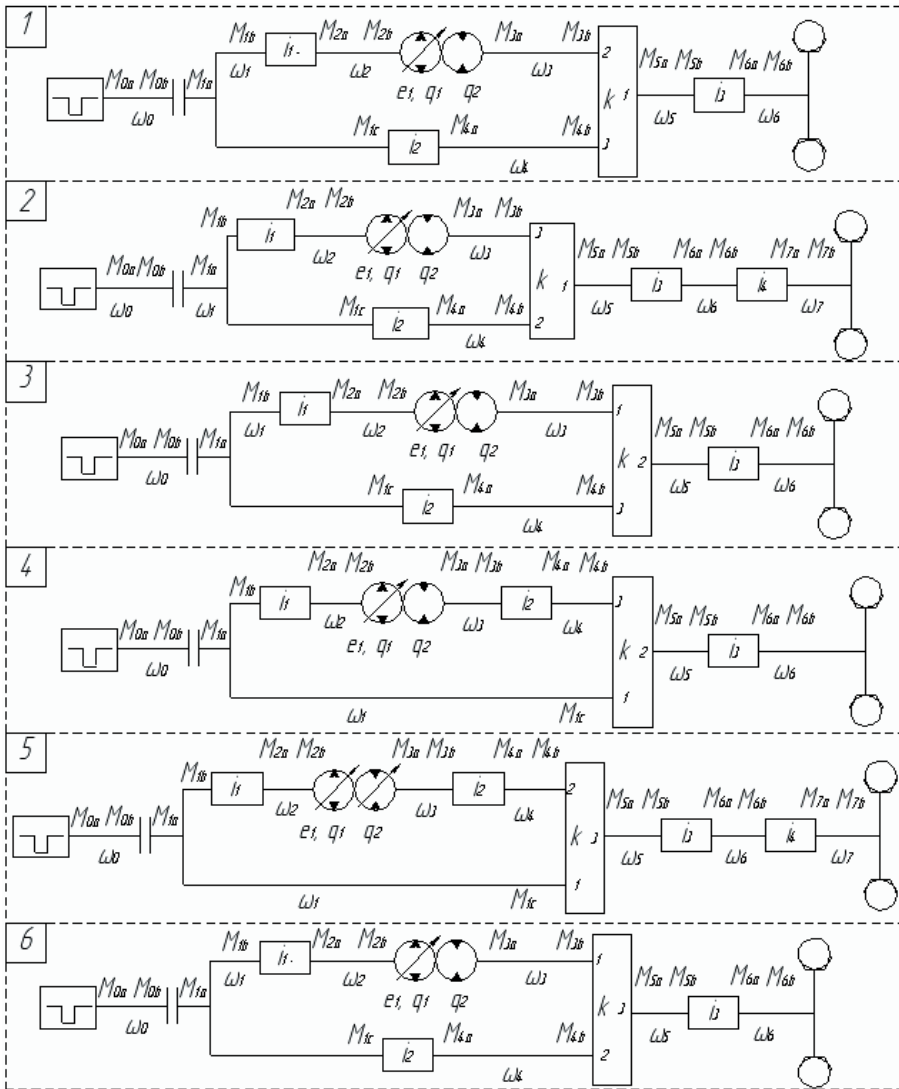 1
M1b M2a M2b M3a M3b
i1.
2
M0a M0b M1a ω1 ω2 e1, q1 q2 ω3 M5a M5b M6a M6b
k 1 i3
ω0 M1c M4a M4b ω5 ω6
i2 3
ω4
2
M2a M2b M3a M3b
M1b i1 3
ω2 e1, q1 q2 ω3 M5a M5b M6a M6b M7a M7b
M0a M0b M1a k 1 i3 i4
ω0 ω1 M1c M4a M4b ω5 ω6 ω7
i2 2
ω4
3
M1b M2a M2b M3a M3b
i1 1
ω1 ω2 e1, q1 q2 ω3
M0a M0b M1a M5a M5b M6a M6b
k 2 i3
ω0 M1c M4a M4b ω5 ω6
i2 3
ω4
4
M2a M2b M3a M3b M4a M4b
M1b i1 i2 3
ω2 e1, q1 q2 ω3 ω4
M0a M0b M1a M5a M5b M6a M6b
k 2 i3
ω0 ω5 ω6
1
ω1 M1c
5
M2a M2b M3a M3b M4a M4b
M1b i1 i2 2
ω2 e1, q1 q2 ω3 ω4
M0a M0b M1a M5a M5b M6a M6b M7a M7b
k 3 i3 i4
ω0 ω5 ω6 ω7
1
ω1 M1c
6
M1b M2a M2b M3a M3b
i1. 1
ω1 ω2 e1, q1 q2 ω3
M0a M0b M1a M5a M5b M6a M6b
k 3 i3
ω0 M1c M4a M4b ω5 ω6
i2 2
ω4